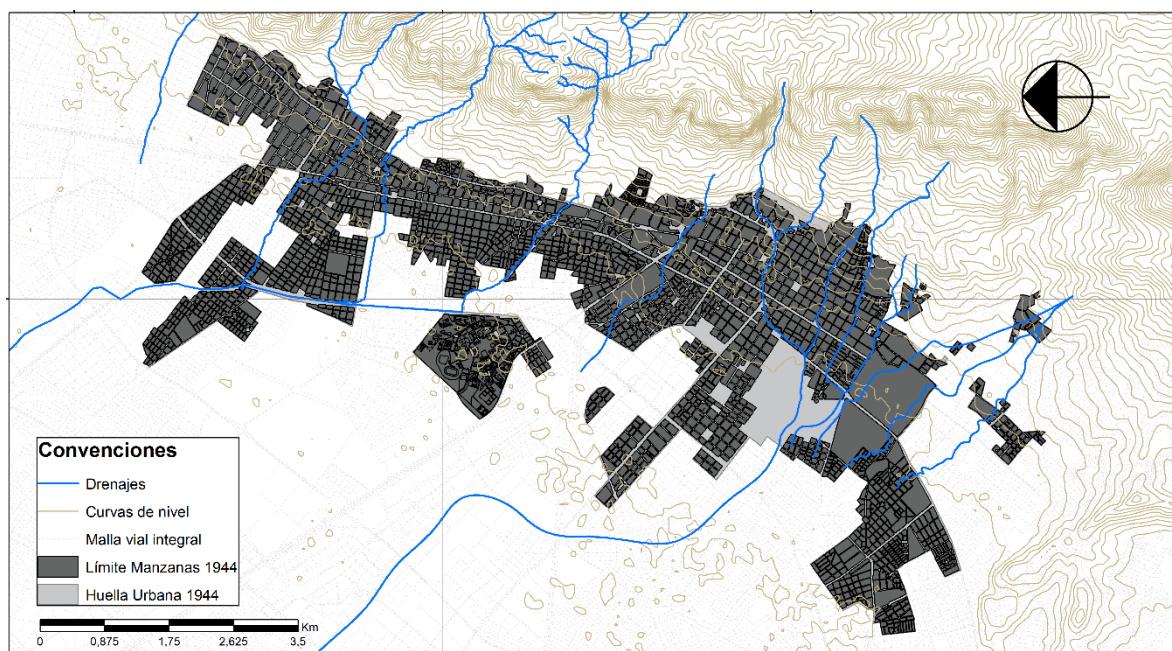 Convenciones
Drenajes
Curvas de nivel
Malla vial integral
Límite Manzanas 1944
Huella Urbana 1944
Km
0 0,875 1,75 2,625 3,5